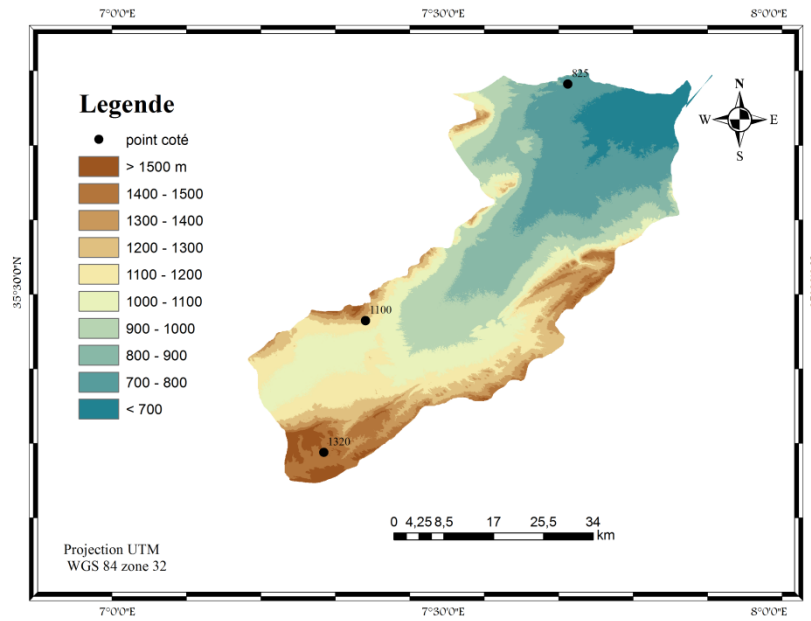 7°0'0"E 7°30'0"E 8°0'0"E
825
N
W E
S
Legende
point coté
> 1500 m
1400 - 1500
1300 - 1400
1200 - 1300
1100 - 1200
1000 - 1100
900 - 1000
800 - 900
700 - 800
< 700
35°30'0"N
1100
1320
0 4,25 8,5 17 25,5 34
km
Projection UTM
WGS 84 zone 32
7°0'0"E 7°30'0"E 8°0'0"E